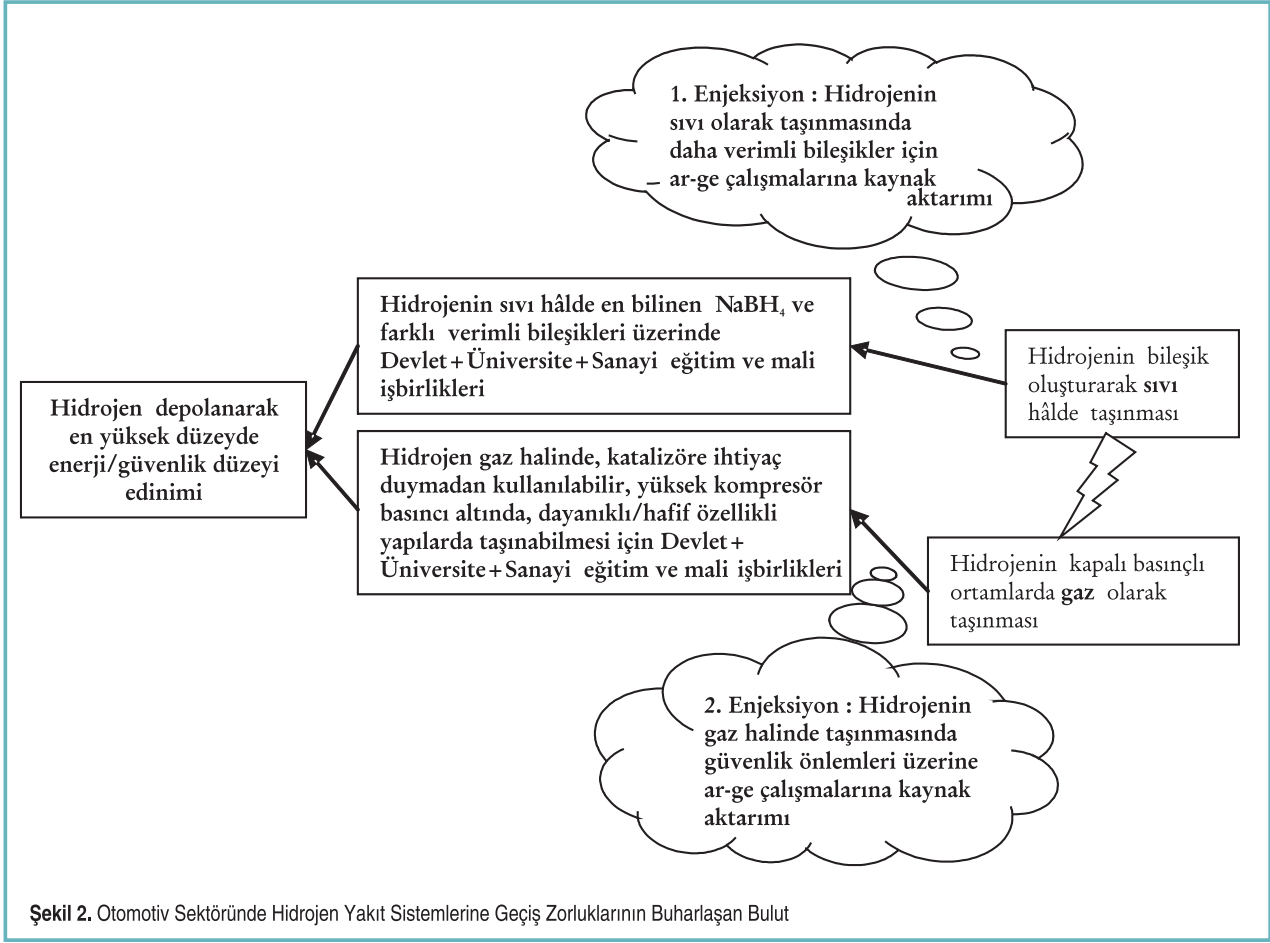 1. Enjeksiyon : Hidrojenin
sıvı olarak taşınmasında
daha verimli bileşikler için
ar-ge çalışmalarına kaynak
aktarımı
Hidrojenin sıvı hâlde en bilinen NaBH₄ ve
farklı verimli bileşikleri üzerinde
Devlet+Üniversite+Sanayi eğitim ve mali
işbirlikleri
Hidrojenin bileşik
oluşturarak sıvı
hâlde taşınması
Hidrojen depolanarak
en yüksek düzeyde
enerji/güvenlik düzeyi
edinimi
Hidrojen gaz halinde, katalizöre ihtiyaç
duymadan kullanılabilir, yüksek kompresör
basıncı altında, dayanıklı/hafif özellikli
yapılarda taşınabilmesi için Devlet+
Üniversite+Sanayi eğitim ve mali işbirlikleri
Hidrojenin kapalı basınçlı
ortamlarda gaz olarak
taşınması
2. Enjeksiyon : Hidrojenin
gaz halinde taşınmasında
güvenlik önlemleri üzerine
ar-ge çalışmalarına kaynak
aktarımı
Şekil 2. Otomotiv Sektöründe Hidrojen Yakıt Sistemlerine Geçiş Zorluklarının Buharlaşan Bulut